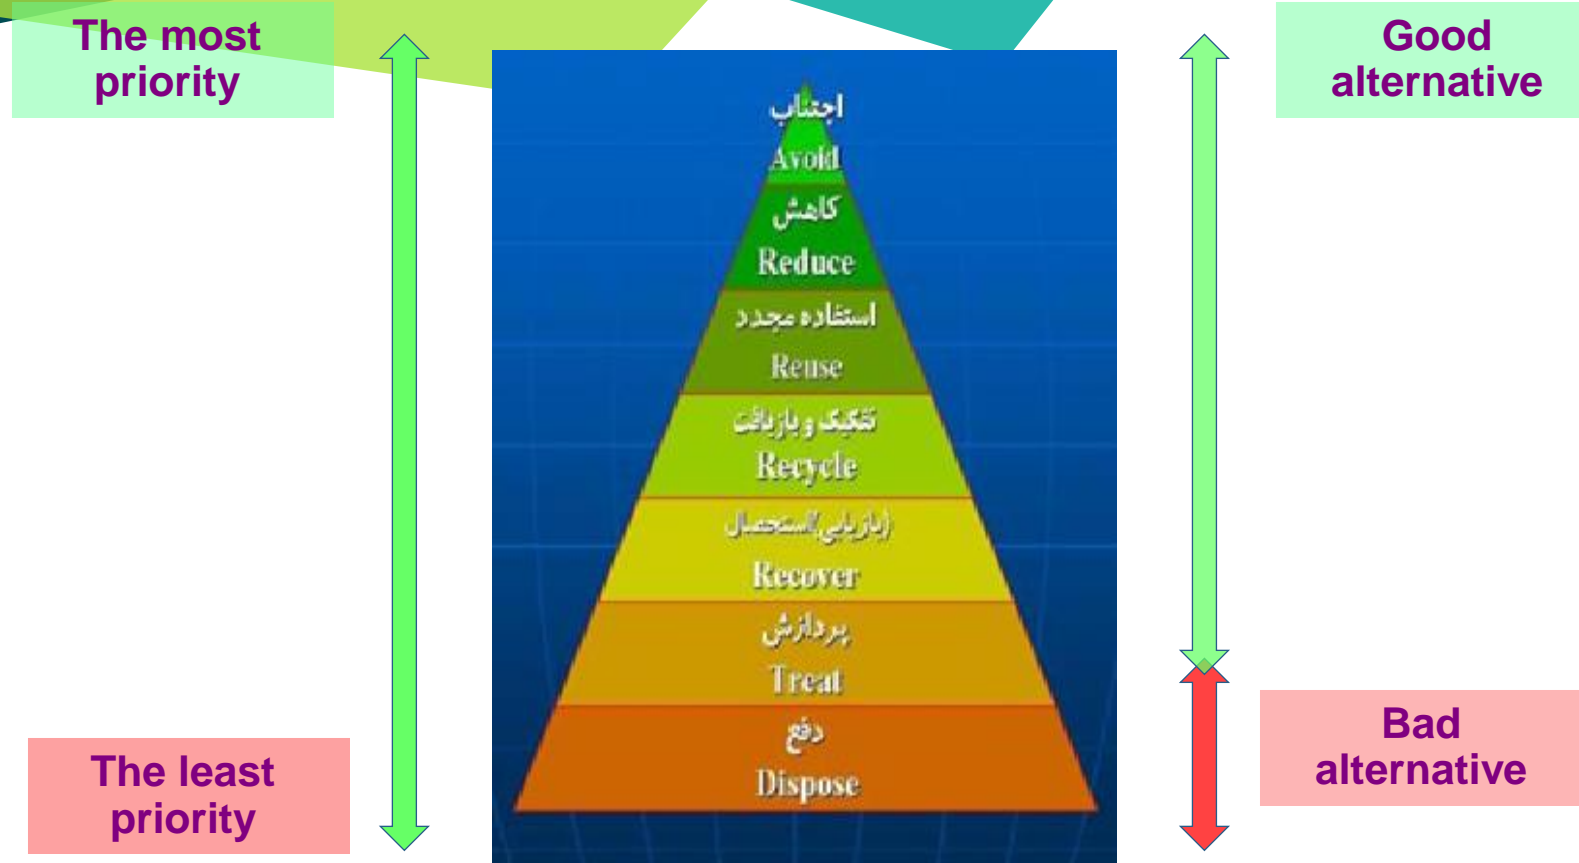 The most
priority
Good
alternative
اجتناب
Avoid
کاهش
Reduce
استفاده مجدد
Reuse
تفکیک و بازیافت
Recycle
(بازیابی)استحصال
Recover
پردازش
Treat
دفع
Dispose
The least
priority
Bad
alternative